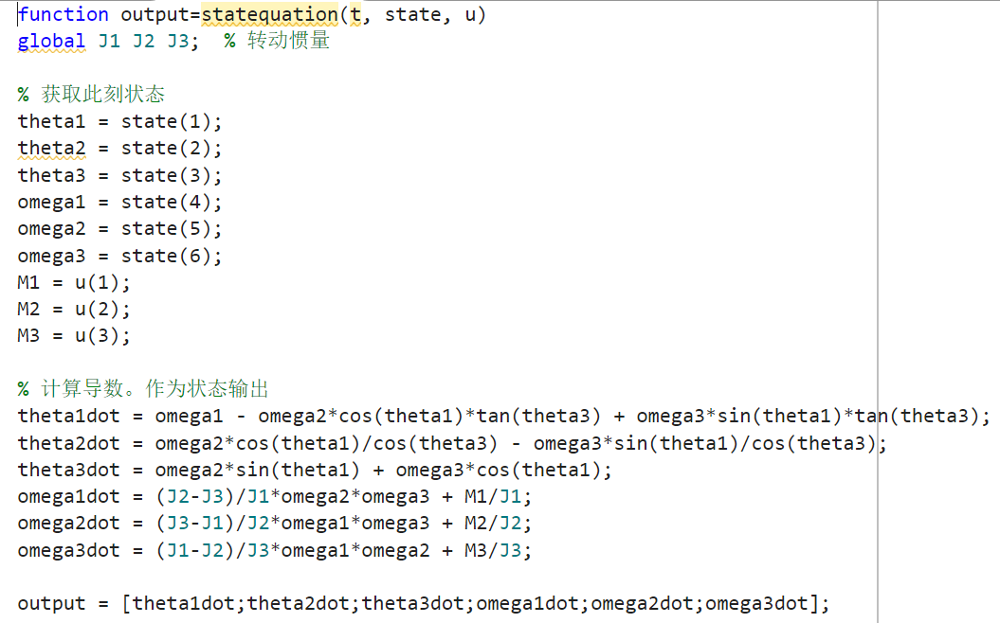 function output=statequation(t, state, u)
global J1 J2 J3;  % 转动惯量
% 获取此刻状态
theta1 = state(1);
theta2 = state(2);
theta3 = state(3);
omega1 = state(4);
omega2 = state(5);
omega3 = state(6);
M1 = u(1);
M2 = u(2);
M3 = u(3);
% 计算导数。作为状态输出
theta1dot = omega1 - omega2*cos(theta1)*tan(theta3) + omega3*sin(theta1)*tan(theta3);
theta2dot = omega2*cos(theta1)/cos(theta3) - omega3*sin(theta1)/cos(theta3);
theta3dot = omega2*sin(theta1) + omega3*cos(theta1);
omega1dot = (J2-J3)/J1*omega2*omega3 + M1/J1;
omega2dot = (J3-J1)/J2*omega1*omega3 + M2/J2;
omega3dot = (J1-J2)/J3*omega1*omega2 + M3/J3;
output = [theta1dot;theta2dot;theta3dot;omega1dot;omega2dot;omega3dot];